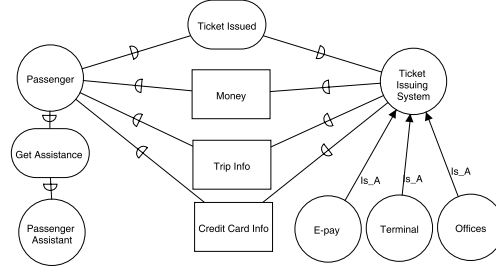 Ticket Issued
Passenger
Ticket
Issuing
System
Money
Get Assistance
Trip Info
Is_A
Is_A
Is_A
Passenger
Assistant
Credit Card Info
E-pay
Terminal
Offices